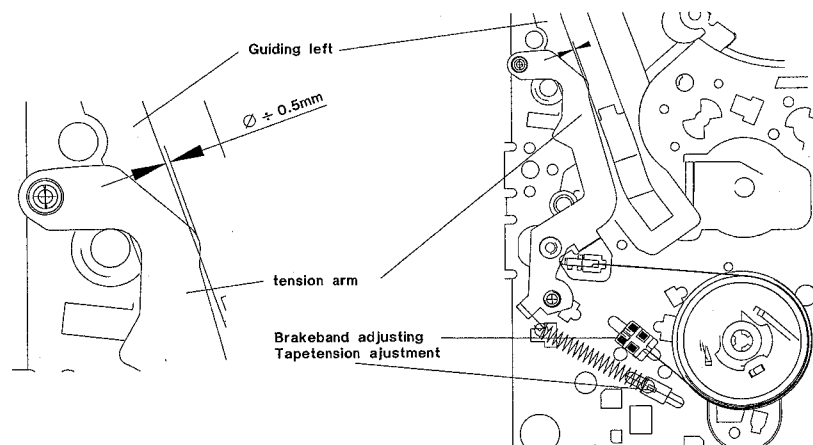 Guiding left
Ø ÷ 0.5mm
tension arm
Brakeband adjusting
Tapetension ajustment